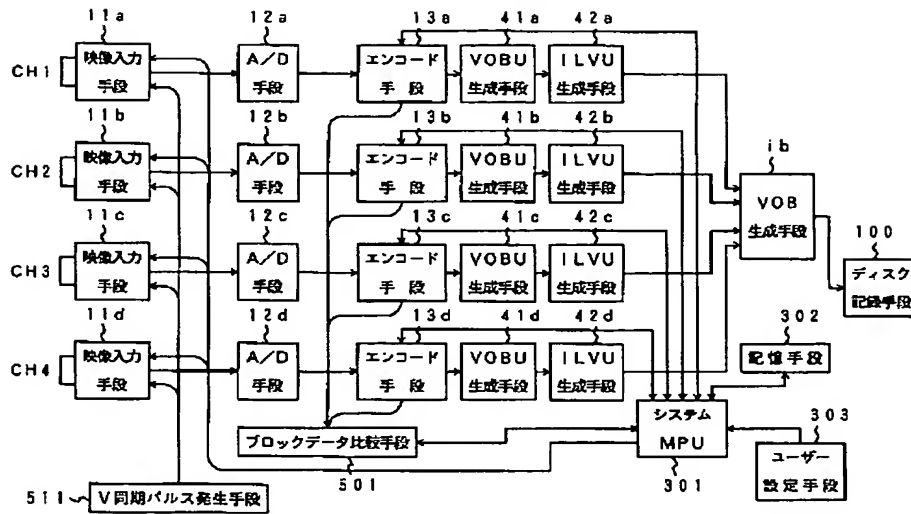 11a 12a 13a 41a 42a
CH1
映像入力
手段
A/D
手段
エンコード
手段
VOBU
生成手段
ILVU
生成手段
11b 12b 13b 41b 42b
CH2
映像入力
手段
A/D
手段
エンコード
手段
VOBU
生成手段
ILVU
生成手段
1b
VOB
生成手段
11c 12c 13c 41c 42c
CH3
映像入力
手段
A/D
手段
エンコード
手段
VOBU
生成手段
ILVU
生成手段
100
ディスク
記録手段
11d 12d 13d 41d 42d
CH4
映像入力
手段
A/D
手段
エンコード
手段
VOBU
生成手段
ILVU
生成手段
302
記憶手段
ブロックデータ比較手段
501
システム
MPU
301
303
ユーザー
設定手段
511
V同期パルス発生手段